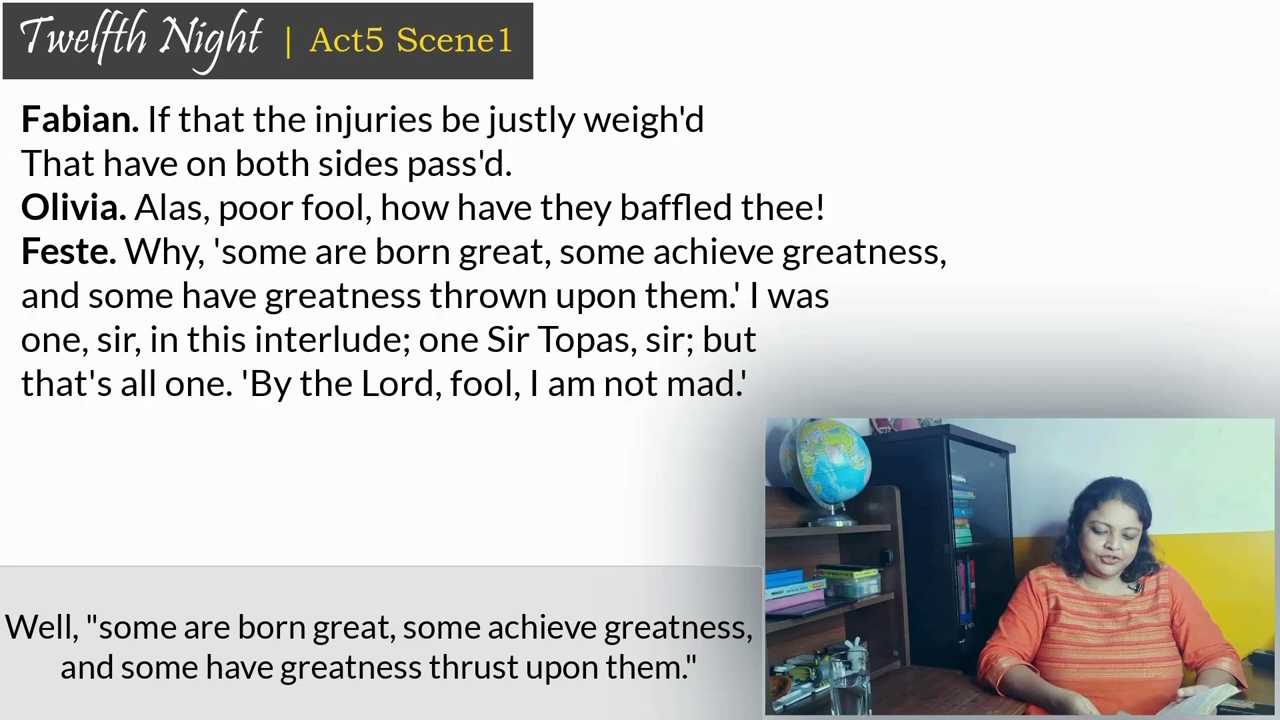 Twelfth Night | Act5 Scene1
Fabian. If that the injuries be justly weigh'd
That have on both sides pass'd.
Olivia. Alas, poor fool, how have they baffled thee!
Feste. Why, 'some are born great, some achieve greatness,
and some have greatness thrown upon them.' I was
one, sir, in this interlude; one Sir Topas, sir; but
that's all one. 'By the Lord, fool, I am not mad.'
Well, "some are born great, some achieve greatness,
and some have greatness thrust upon them."